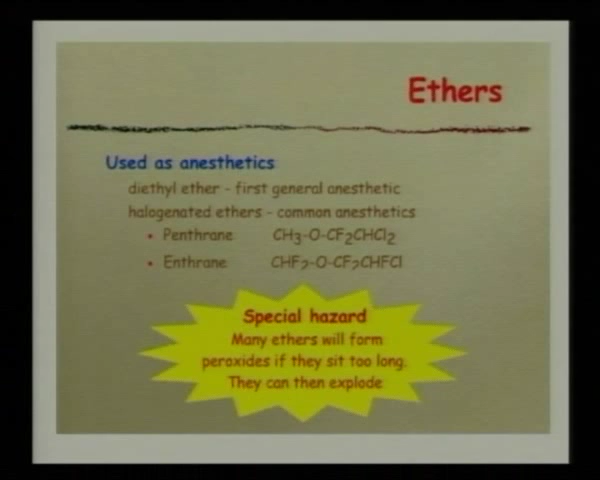 Ethers
Used as anesthetics
diethyl ether - first general anesthetic
halogenated ethers - common anesthetics
• Penthrane CH3-O-CF2CHCl2
• Enthrane CHF2-O-CF2CHFCl
Special hazard
Many ethers will form
peroxides if they sit too long.
They can then explode